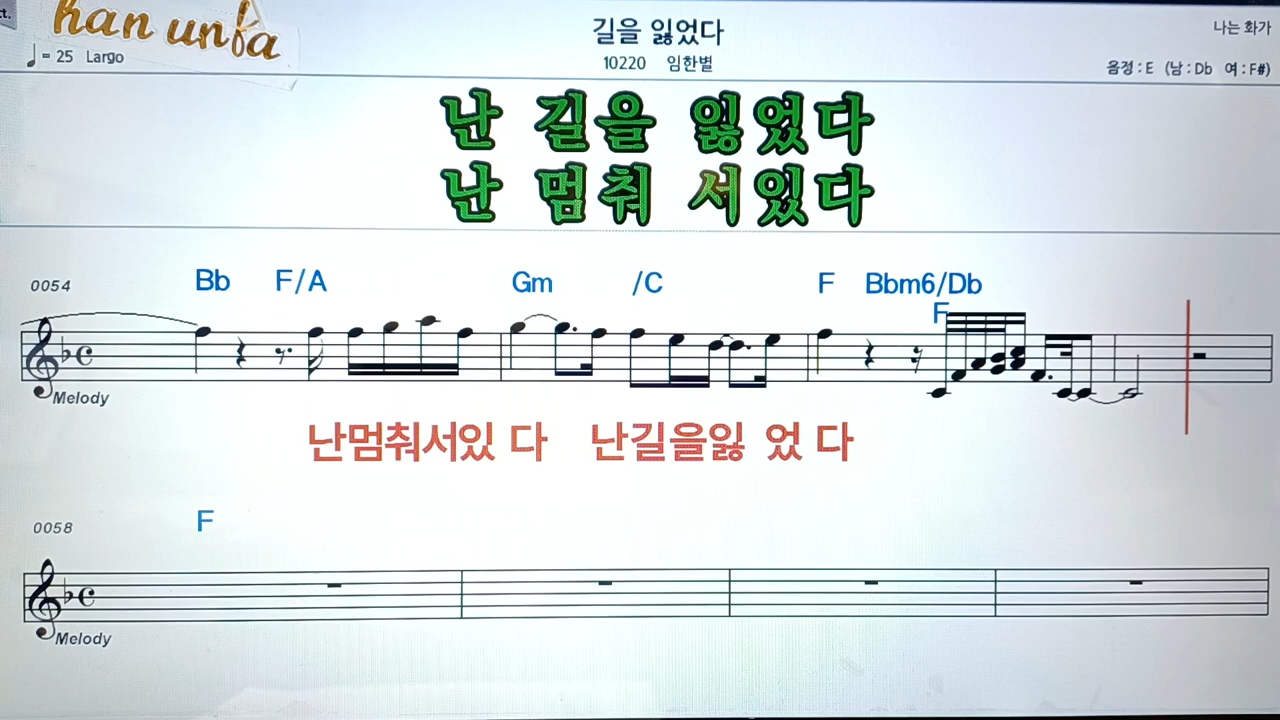 ct.
han unfa
길을 잃었다
나는 화가
♩= 25 Largo
10220 임한별
음정 : E (남 : Db 여 : F#)
난 길을 잃었다
난 멈춰 서있다
0054 Bb F/A Gm /C F Bbm6/Db
F
Melody
난멈춰서있 다 난길을잃 었 다
0058 F
Melody